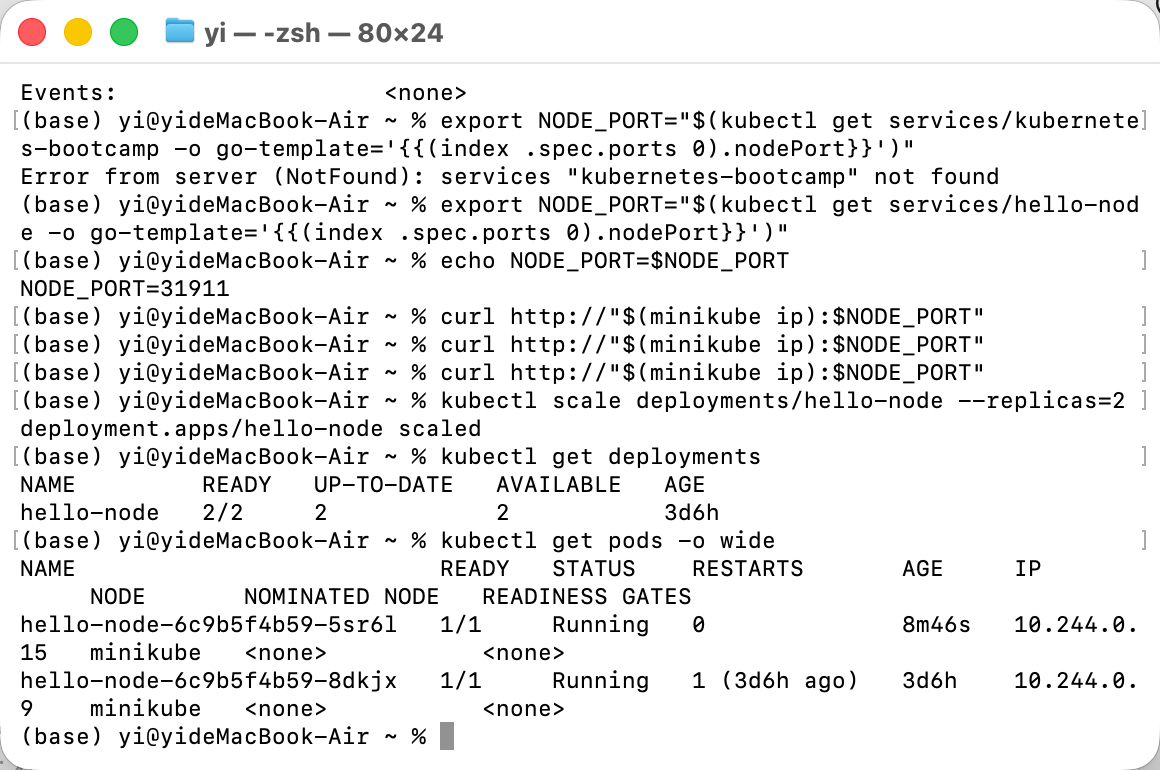 yi — -zsh — 80×24
Events:                   <none>
[(base) yi@yideMacBook-Air ~ % export NODE_PORT="$(kubectl get services/kubernete]
s-bootcamp -o go-template='{{(index .spec.ports 0).nodePort}}')"
Error from server (NotFound): services "kubernetes-bootcamp" not found
(base) yi@yideMacBook-Air ~ % export NODE_PORT="$(kubectl get services/hello-nod
e -o go-template='{{(index .spec.ports 0).nodePort}}')"
[(base) yi@yideMacBook-Air ~ % echo NODE_PORT=$NODE_PORT                         ]
NODE_PORT=31911
[(base) yi@yideMacBook-Air ~ % curl http://"$(minikube ip):$NODE_PORT"           ]
[(base) yi@yideMacBook-Air ~ % curl http://"$(minikube ip):$NODE_PORT"           ]
[(base) yi@yideMacBook-Air ~ % curl http://"$(minikube ip):$NODE_PORT"           ]
[(base) yi@yideMacBook-Air ~ % kubectl scale deployments/hello-node --replicas=2 ]
deployment.apps/hello-node scaled
[(base) yi@yideMacBook-Air ~ % kubectl get deployments                           ]
NAME         READY   UP-TO-DATE   AVAILABLE   AGE
hello-node   2/2     2            2           3d6h
[(base) yi@yideMacBook-Air ~ % kubectl get pods -o wide                          ]
NAME                          READY   STATUS    RESTARTS       AGE     IP
     NODE       NOMINATED NODE   READINESS GATES
hello-node-6c9b5f4b59-5sr6l   1/1     Running   0              8m46s   10.244.0.
15   minikube   <none>           <none>
hello-node-6c9b5f4b59-8dkjx   1/1     Running   1 (3d6h ago)   3d6h    10.244.0.
9    minikube   <none>           <none>
(base) yi@yideMacBook-Air ~ %